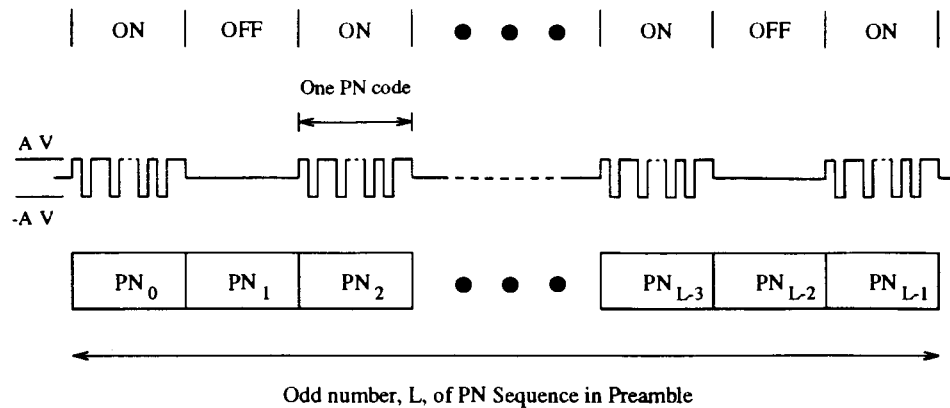 ON OFF ON ON OFF ON
One PN code
A V
-A V
PN0 PN1 PN2 PNL-3 PNL-2 PNL-1
Odd number, L, of PN Sequence in Preamble